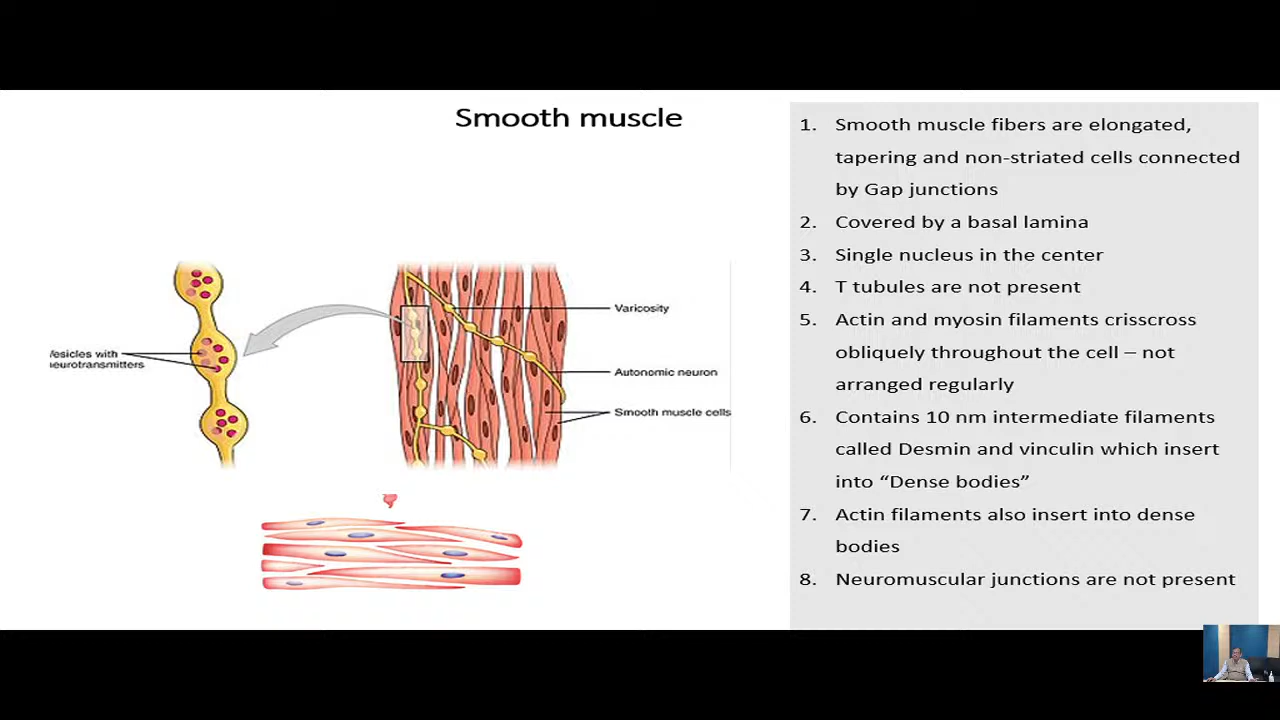 Smooth muscle
Vesicles with
neurotransmitters
Varicosity
Autonomic neuron
Smooth muscle cells
1. Smooth muscle fibers are elongated,
tapering and non-striated cells connected
by Gap junctions
2. Covered by a basal lamina
3. Single nucleus in the center
4. T tubules are not present
5. Actin and myosin filaments crisscross
obliquely throughout the cell – not
arranged regularly
6. Contains 10 nm intermediate filaments
called Desmin and vinculin which insert
into “Dense bodies”
7. Actin filaments also insert into dense
bodies
8. Neuromuscular junctions are not present